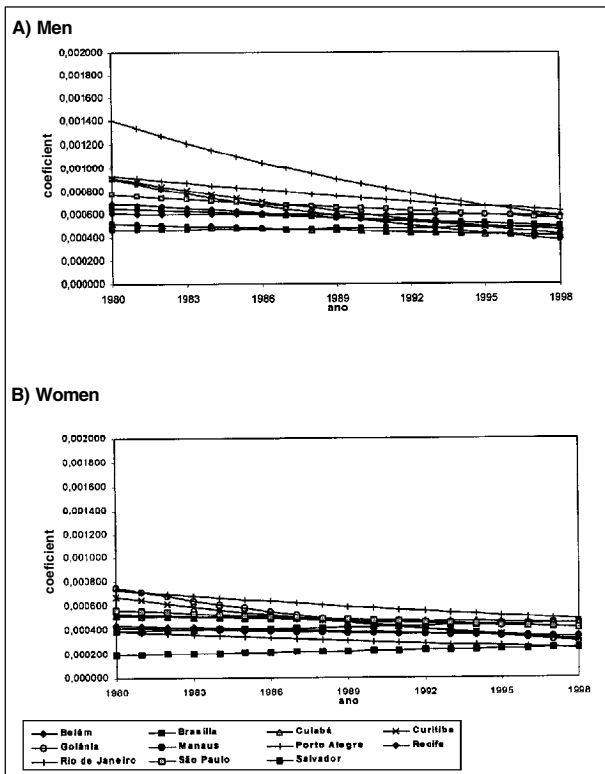 A) Men
0,002000
0,001800
0,001600
0,001400
0,001200
0,001000
0,000800
0,000600
0,000400
0,000200
0,000000
coeficient
1980 1983 1986 1989 1992 1995 1998
ano
B) Women
0,002000
0,001800
0,001600
0,001400
0,001200
0,001000
0,000800
0,000600
0,000400
0,000200
0,000000
coeficient
1980 1983 1986 1989 1992 1995 1998
ano
Belém Brasília Cuiabá Curitiba
Goiânia Manaus Porto Alegre Recife
Rio de Janeiro São Paulo Salvador